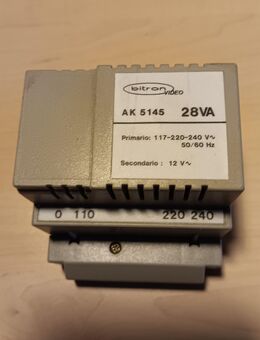 bitron
VIDEO
AK 5145 28VA
Primario: 117-220-240 V∿
50/60 Hz
Secondario: 12 V∿
0 110 220 240